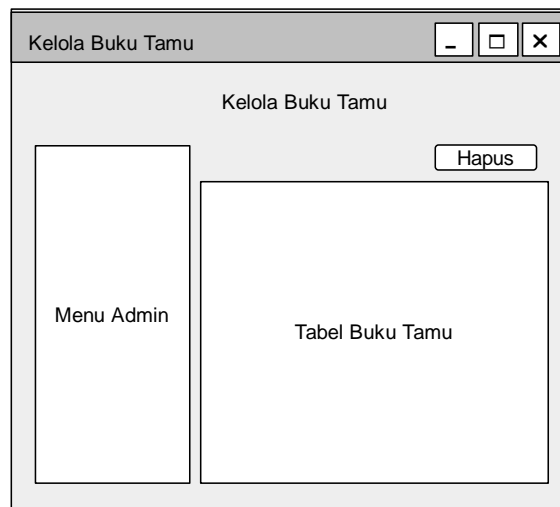 Kelola Buku Tamu
Kelola Buku Tamu
Hapus
Menu Admin
Tabel Buku Tamu